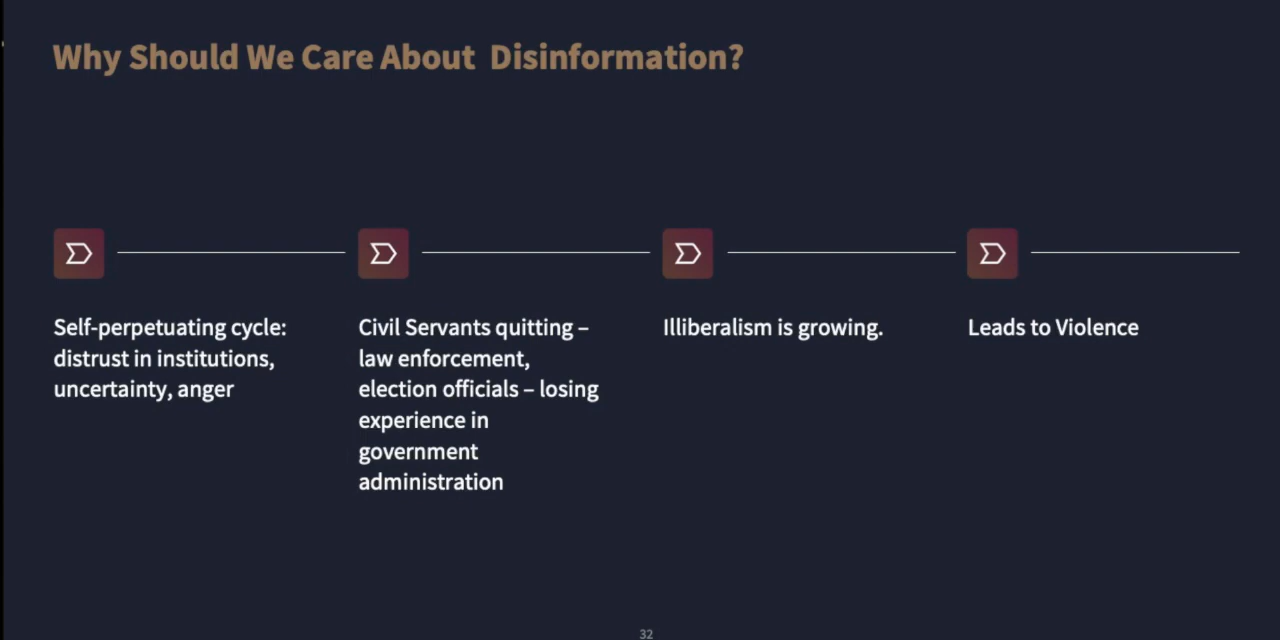 Why Should We Care About  Disinformation?
Self-perpetuating cycle:
distrust in institutions,
uncertainty, anger
Civil Servants quitting –
law enforcement,
election officials – losing
experience in
government
administration
Illiberalism is growing.
Leads to Violence
32